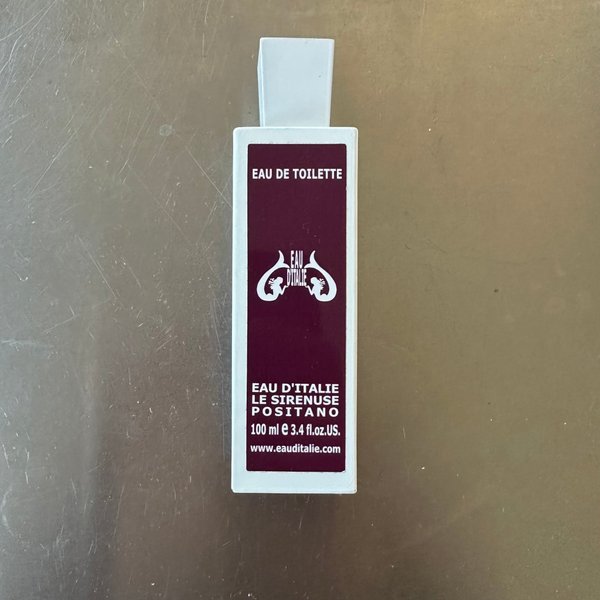 EAU DE TOILETTE
EAU
D'ITALIE
EAU D'ITALIE
LE SIRENUSE
POSITANO
100 ml e 3.4 fl.oz.US.
www.eauditalie.com